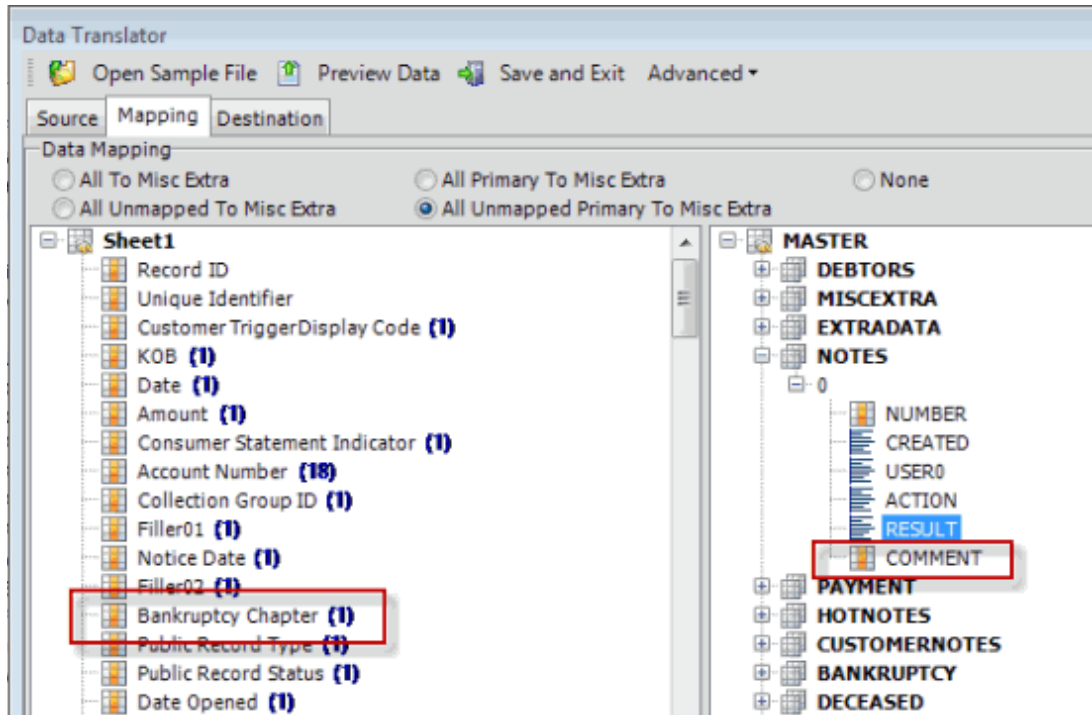 Data Translator
Open Sample File Preview Data Save and Exit Advanced
Source Mapping Destination
Data Mapping
All To Misc Extra All Primary To Misc Extra None
All Unmapped To Misc Extra All Unmapped Primary To Misc Extra
Sheet1
Record ID
Unique Identifier
Customer TriggerDisplay Code (1)
KOB (1)
Date (1)
Amount (1)
Consumer Statement Indicator (1)
Account Number (18)
Collection Group ID (1)
Filler01 (1)
Notice Date (1)
Filler02 (1)
Bankruptcy Chapter (1)
Public Record Type (1)
Public Record Status (1)
Date Opened (1)
MASTER
DEBTORS
MISCEXTRA
EXTRADATA
NOTES
0
NUMBER
CREATED
USER0
ACTION
RESULT
COMMENT
PAYMENT
HOTNOTES
CUSTOMERNOTES
BANKRUPTCY
DECEASED